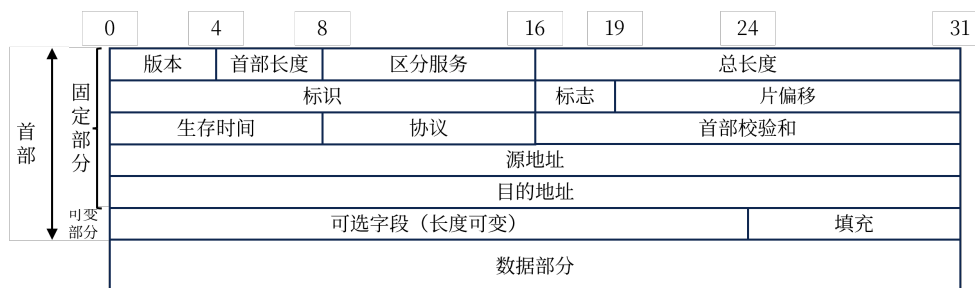 0 4 8 16 19 24 31
版本 首部长度 区分服务 总长度
标识 标志 片偏移
生存时间 协议 首部校验和
源地址
目的地址
可选字段（长度可变） 填充
数据部分
首部
固定部分
可变
部分